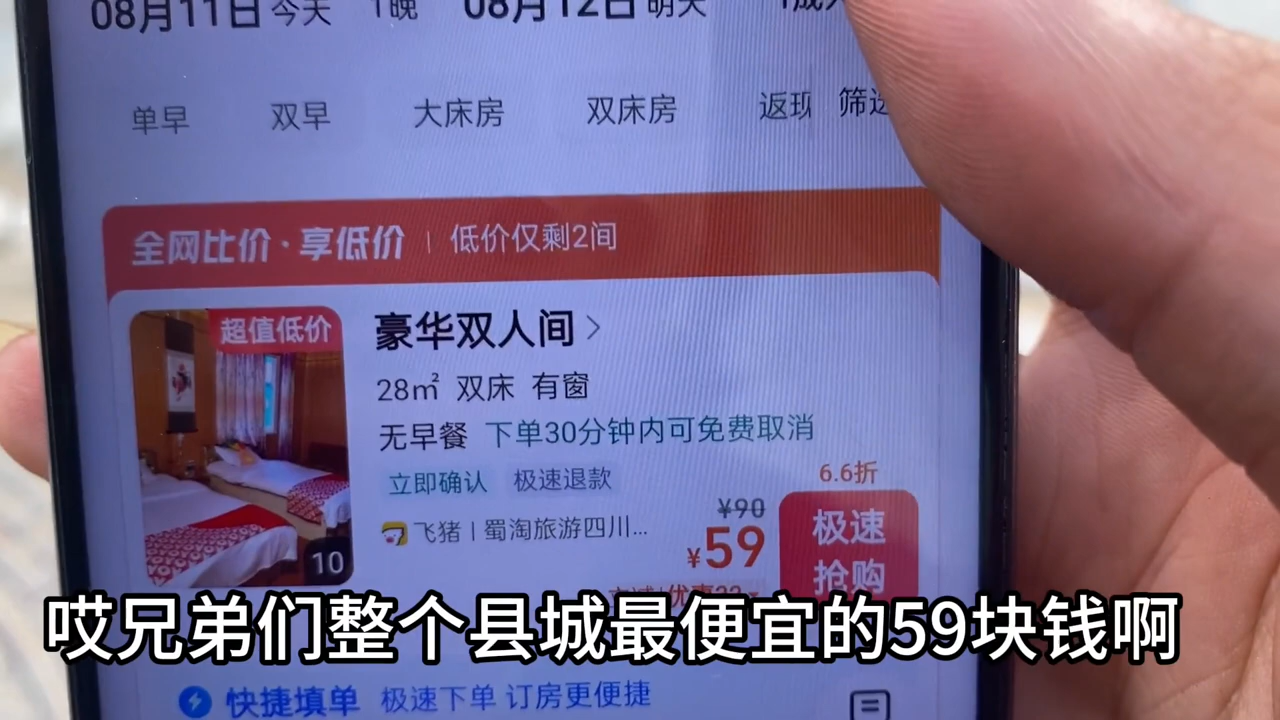 08月11日 今天 1晚 08月12日 明天
单早 双早 大床房 双床房 返现 筛选
全网比价·享低价 | 低价仅剩2间
超值低价
豪华双人间 >
28㎡ 双床 有窗
无早餐 下单30分钟内可免费取消
立即确认 极速退款
6.6折
飞猪 | 蜀淘旅游四川...
¥90
¥59
极速
抢购
10
哎兄弟们整个县城最便宜的59块钱啊
快捷填单 极速下单 订房更便捷